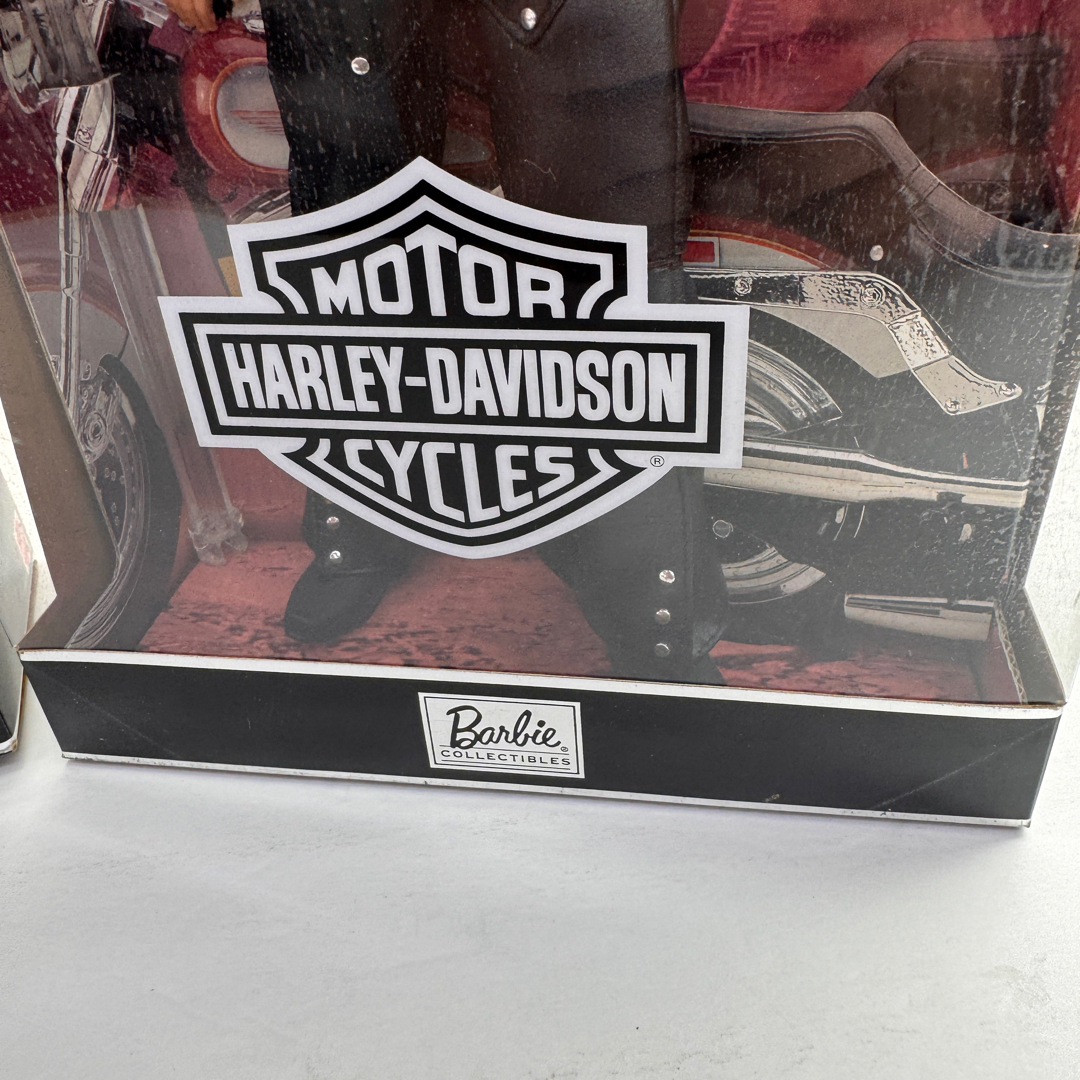 MOTOR
HARLEY-DAVIDSON
CYCLES
®
Barbie®
COLLECTIBLES